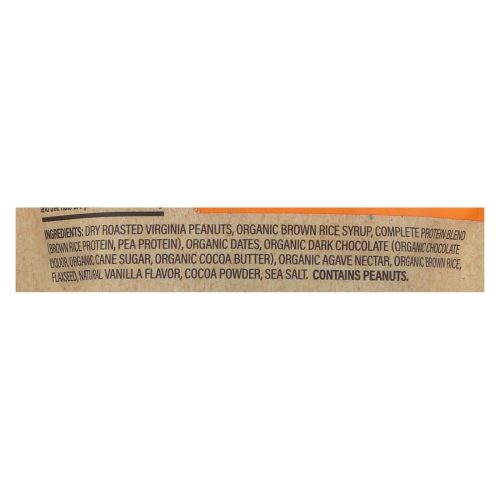 INGREDIENTS: DRY ROASTED VIRGINIA PEANUTS, ORGANIC BROWN RICE SYRUP, COMPLETE PROTEIN BLEND
(BROWN RICE PROTEIN, PEA PROTEIN), ORGANIC DATES, ORGANIC DARK CHOCOLATE (ORGANIC CHOCOLATE
LIQUOR, ORGANIC CANE SUGAR, ORGANIC COCOA BUTTER), ORGANIC AGAVE NECTAR, ORGANIC BROWN RICE,
FLAXSEED, NATURAL VANILLA FLAVOR, COCOA POWDER, SEA SALT. CONTAINS PEANUTS.